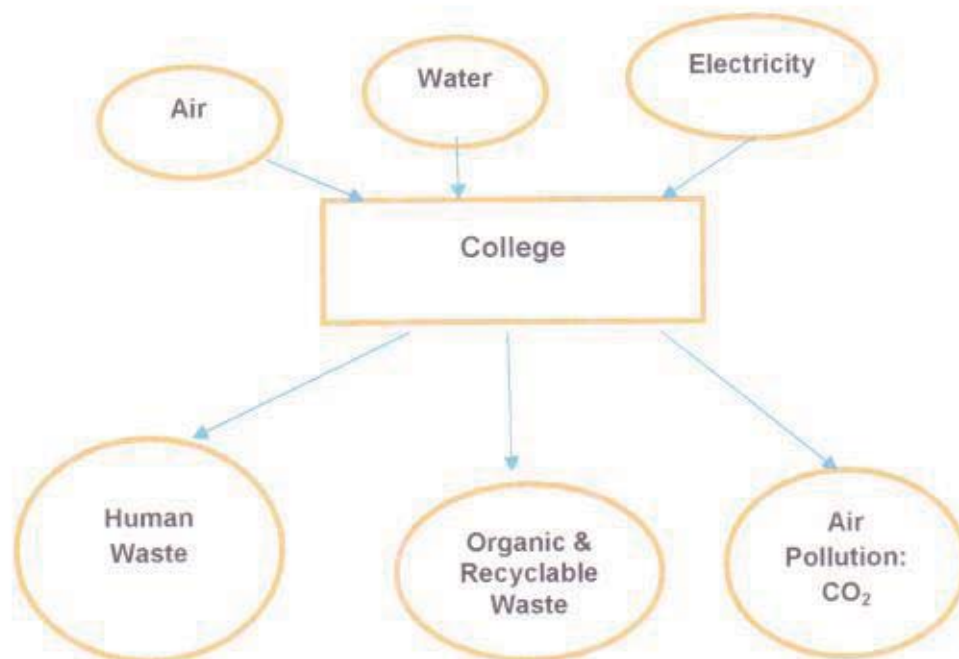 Air
Water
Electricity
College
Human
Waste
Organic &
Recyclable
Waste
Air
Pollution:
CO₂